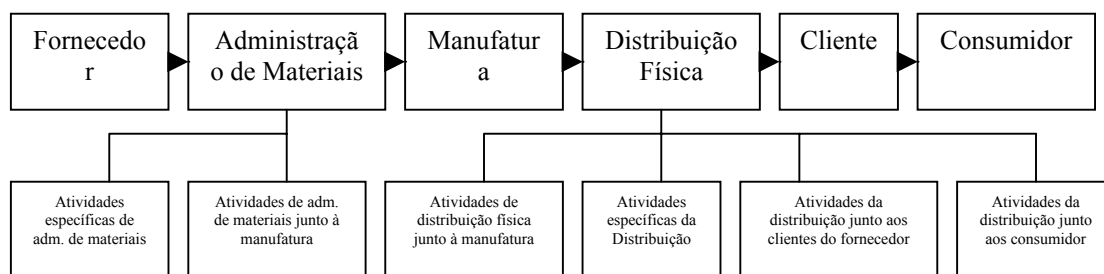 Fornecedo
r
Administraçã
o de Materiais
Manufatur
a
Distribuição
Física
Cliente
Consumidor
Atividades
específicas de
adm. de materiais
Atividades de adm.
de materiais junto à
manufatura
Atividades de
distribuição física
junto à manufatura
Atividades
específicas da
Distribuição
Atividades da
distribuição junto aos
clientes do fornecedor
Atividades da
distribuição junto
aos consumidor